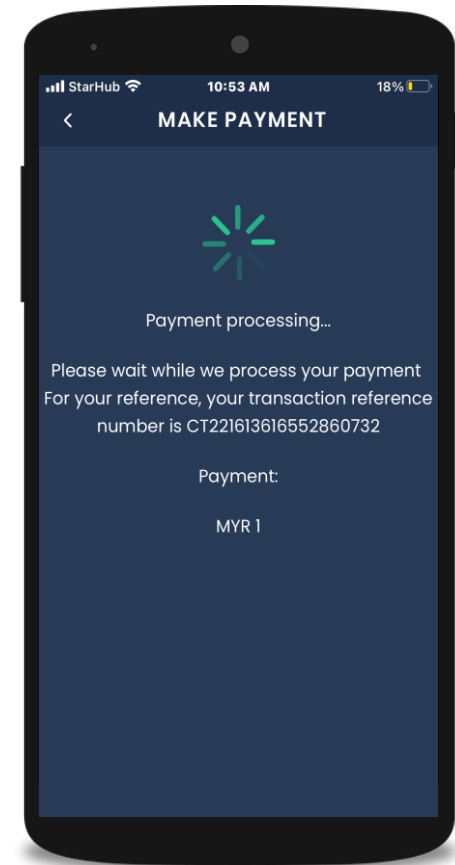 StarHub 10:53 AM 18%
MAKE PAYMENT
Payment processing...
Please wait while we process your payment
For your reference, your transaction reference
number is CT221613616552860732
Payment:
MYR 1